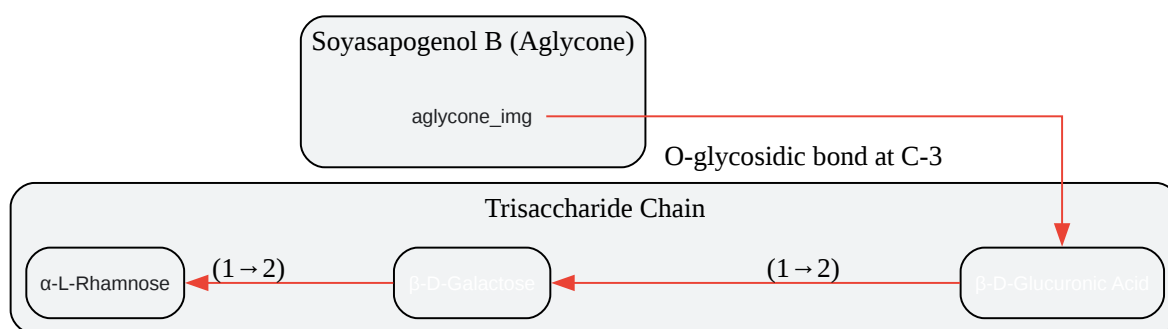 Soyasapogenol B (Aglycone)
aglycone_img
O-glycosidic bond at C-3
Trisaccharide Chain
α-L-Rhamnose
(1→2)
β-D-Galactose
(1→2)
β-D-Glucuronic Acid